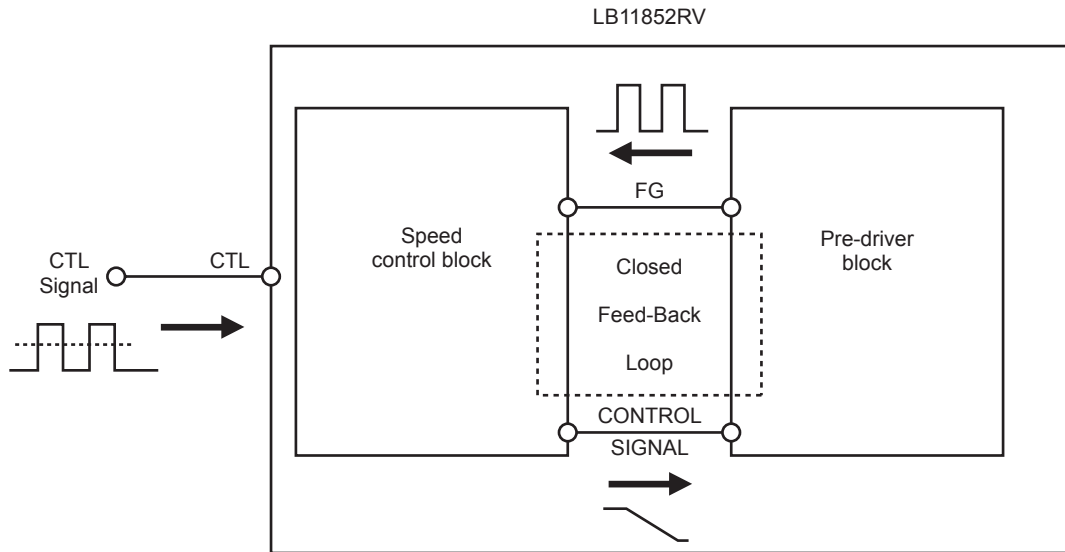 LB11852RV
FG
Speed
control block
Pre-driver
block
CTL
Signal
CTL
Closed
Feed-Back
Loop
CONTROL
SIGNAL